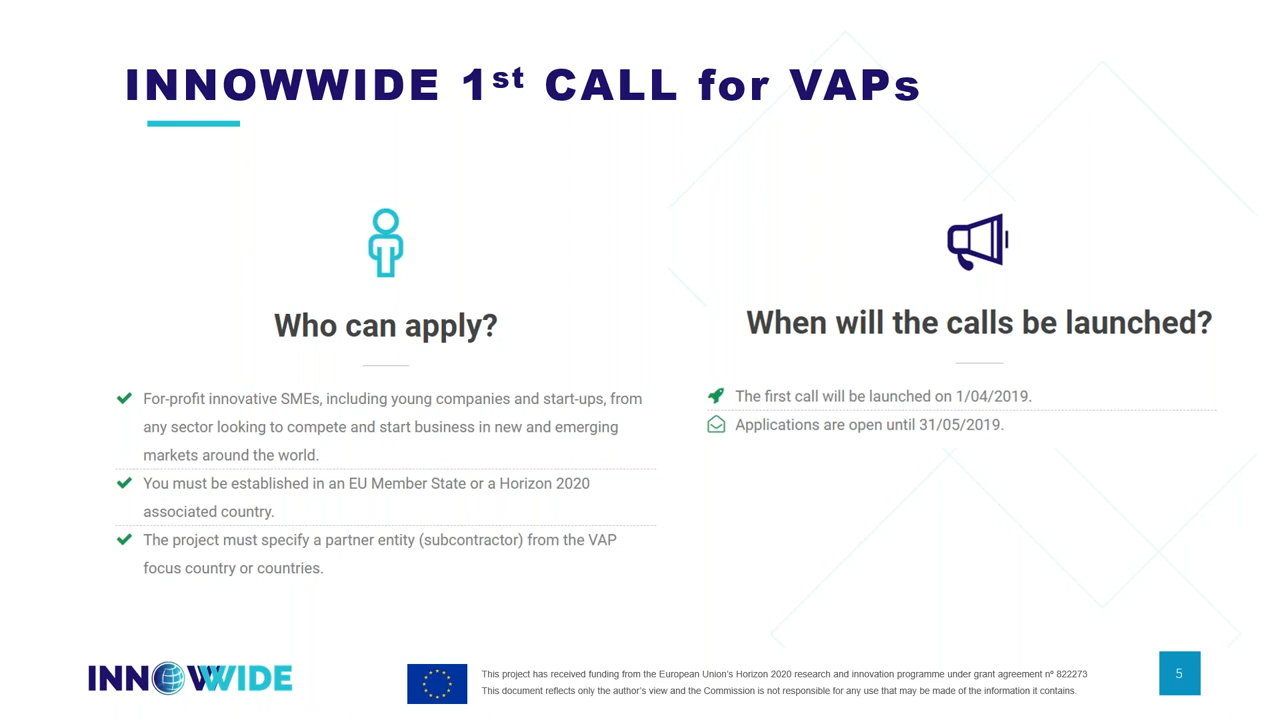 INNOWWIDE 1st CALL for VAPs
Who can apply?
For-profit innovative SMEs, including young companies and start-ups, from
any sector looking to compete and start business in new and emerging
markets around the world.
You must be established in an EU Member State or a Horizon 2020
associated country.
The project must specify a partner entity (subcontractor) from the VAP
focus country or countries.
When will the calls be launched?
The first call will be launched on 1/04/2019.
Applications are open until 31/05/2019.
INNOWWIDE
This project has received funding from the European Union's Horizon 2020 research and innovation programme under grant agreement nº 822273
This document reflects only the author's view and the Commission is not responsible for any use that may be made of the information it contains.
5